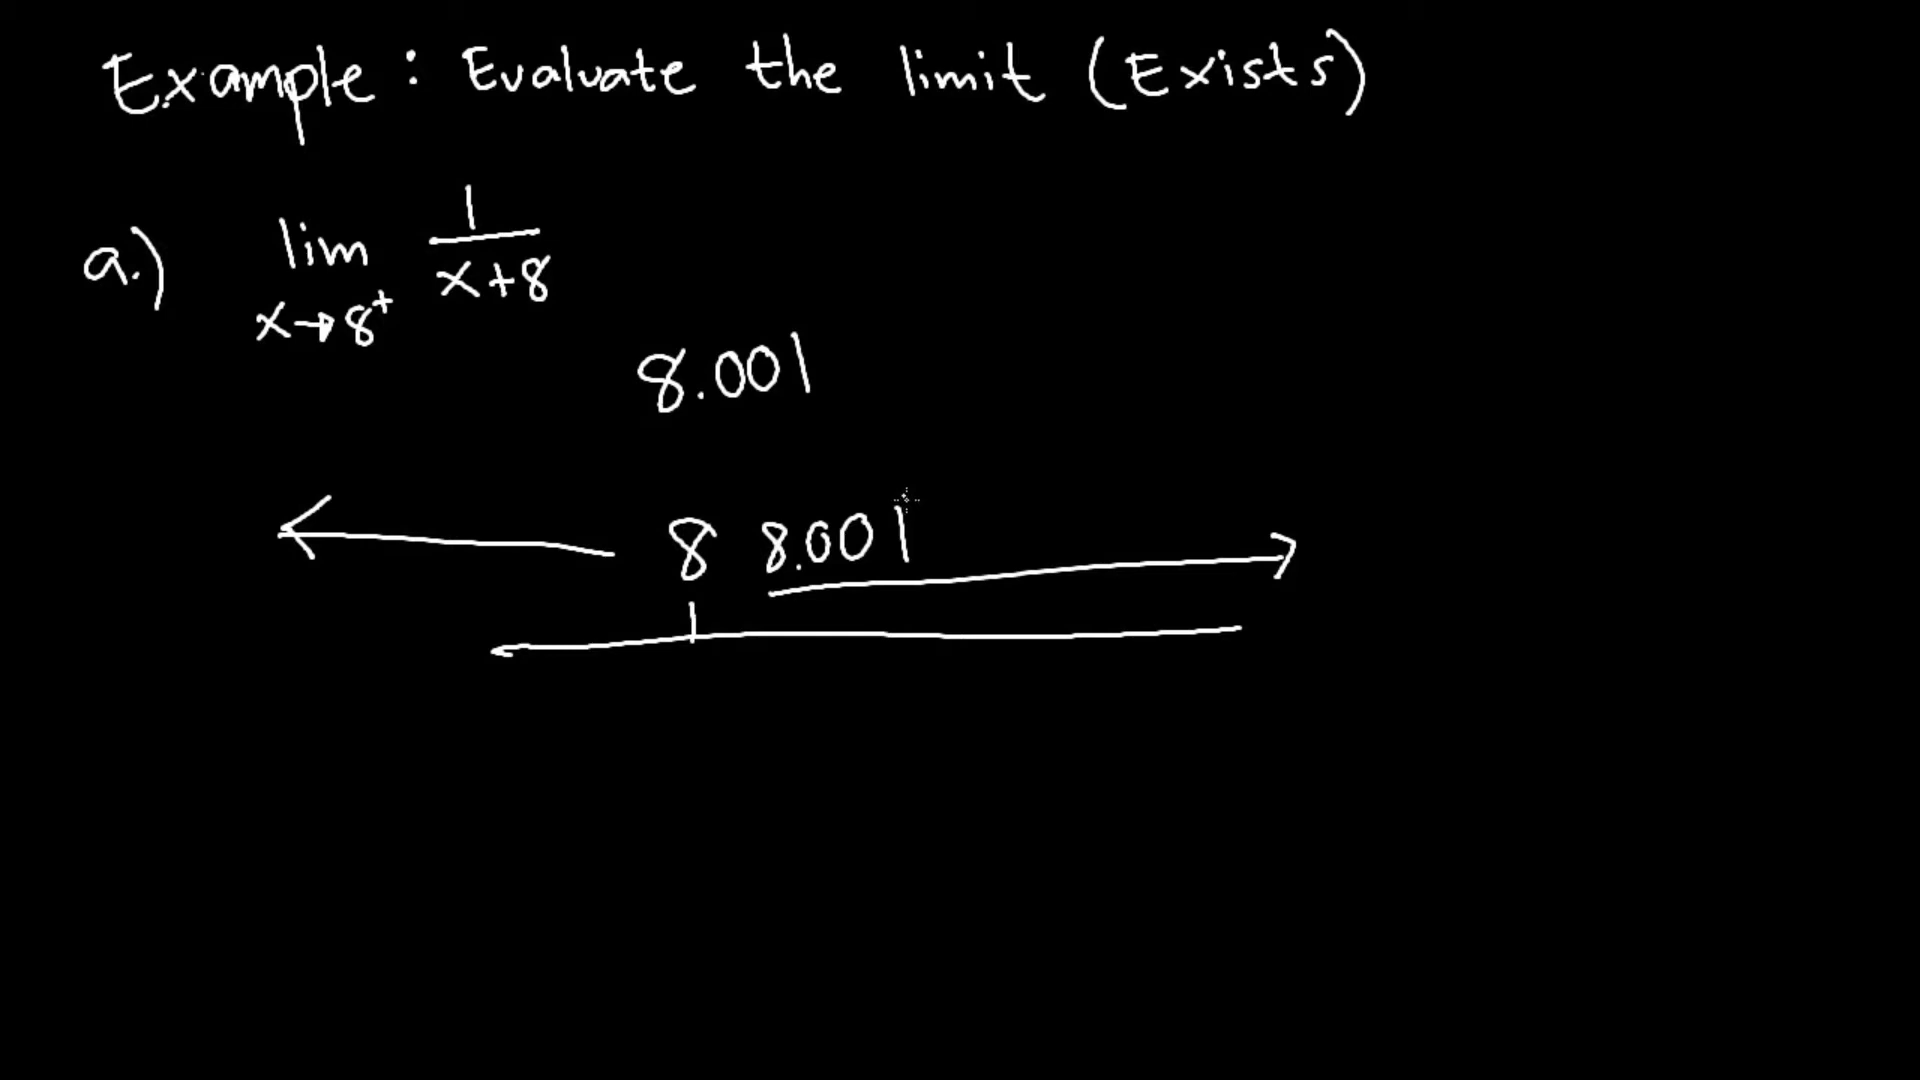 Example: Evaluate the limit (Exists)
a.) lim x→8⁺ 1/(x+8)
8.001
8 8.001